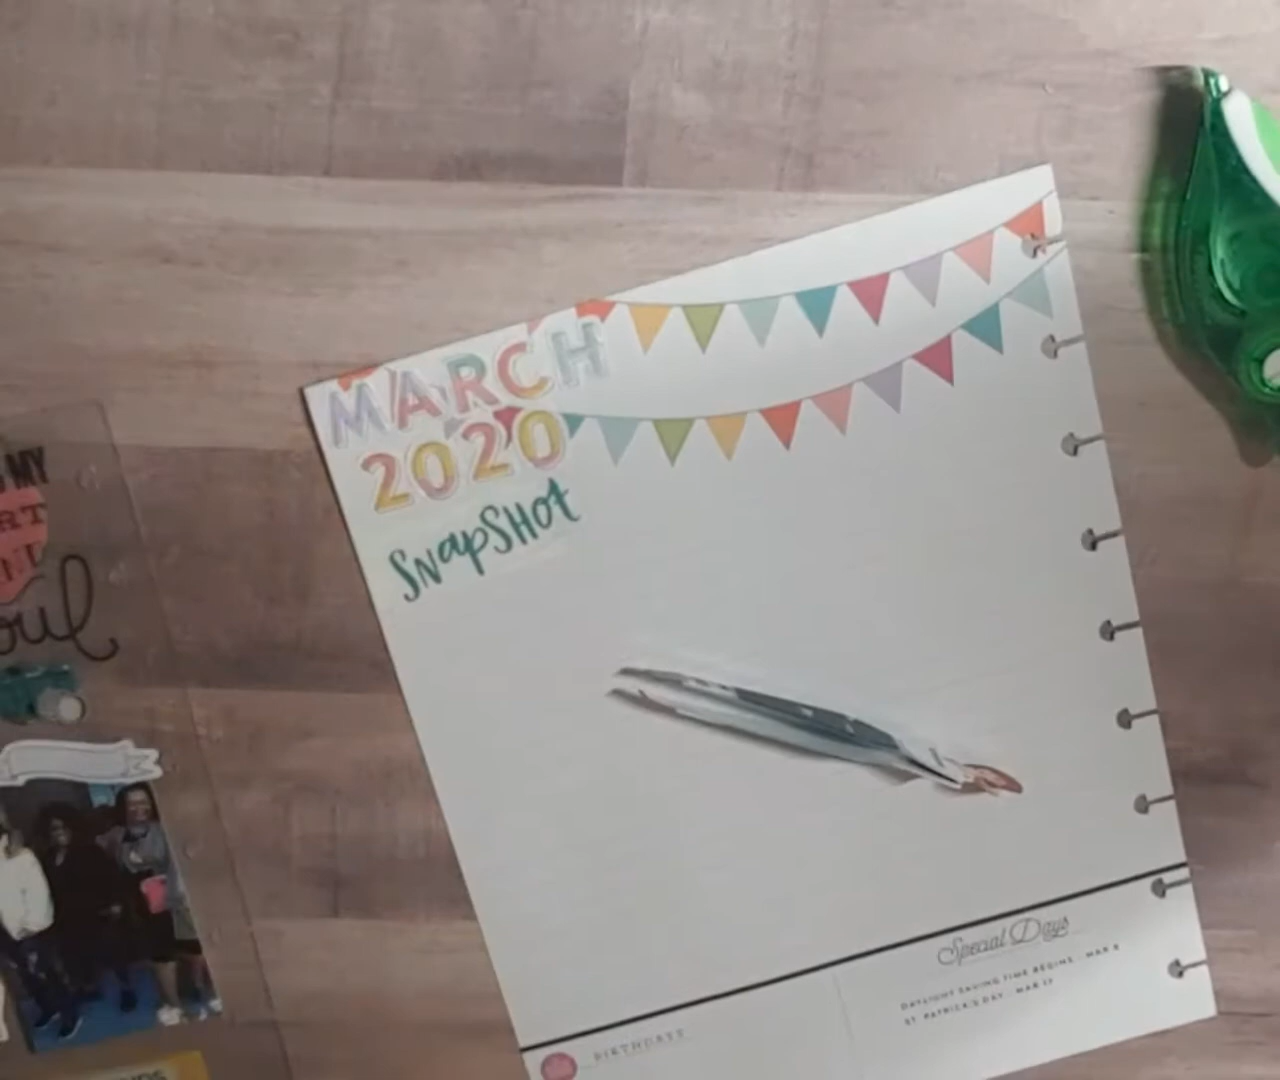 MY
ART
oul
MARCH
2020
SNapSHOt
Special Days
DAYLIGHT SAVING TIME BEGINS - MAR 8
ST. PATRICK'S DAY - MAR 17
BIRTHDAYS